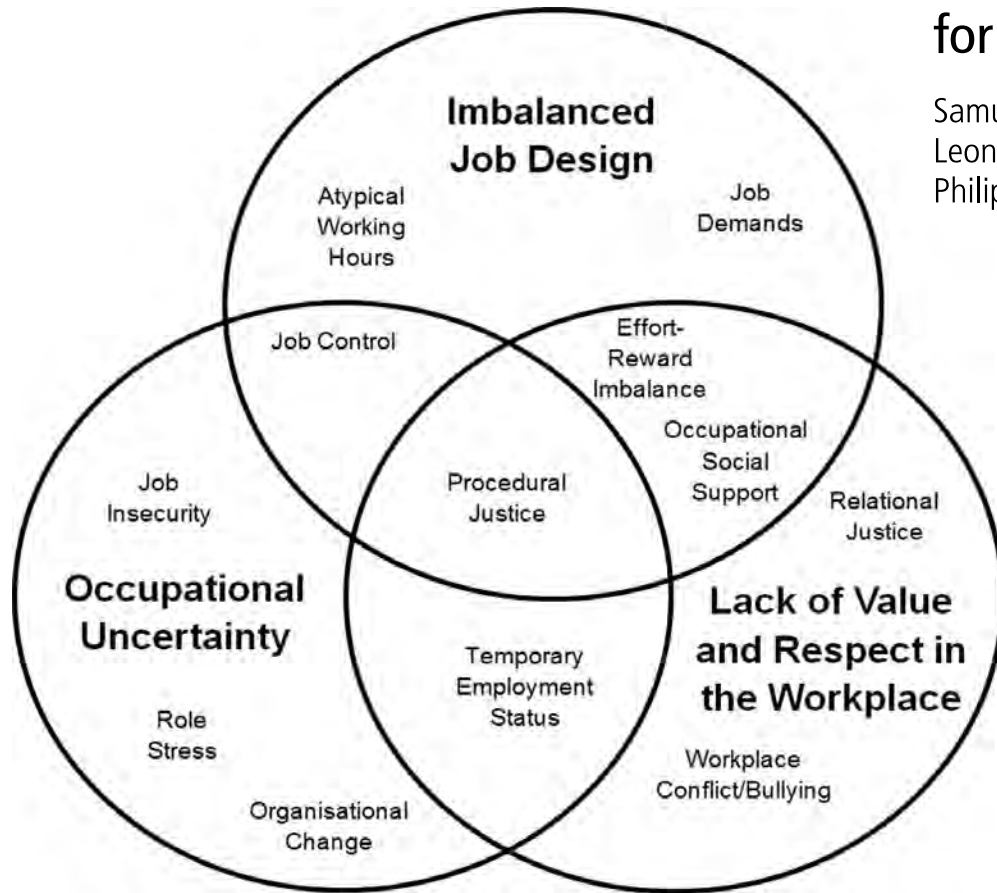 for
Samu
Leon
Philip
Imbalanced
Job Design
Atypical
Working
Hours
Job
Demands
Job Control
Effort-
Reward
Imbalance
Occupational
Social
Support
Procedural
Justice
Job
Insecurity
Relational
Justice
Occupational
Uncertainty
Lack of Value
and Respect in
the Workplace
Temporary
Employment
Status
Role
Stress
Workplace
Conflict/Bullying
Organisational
Change